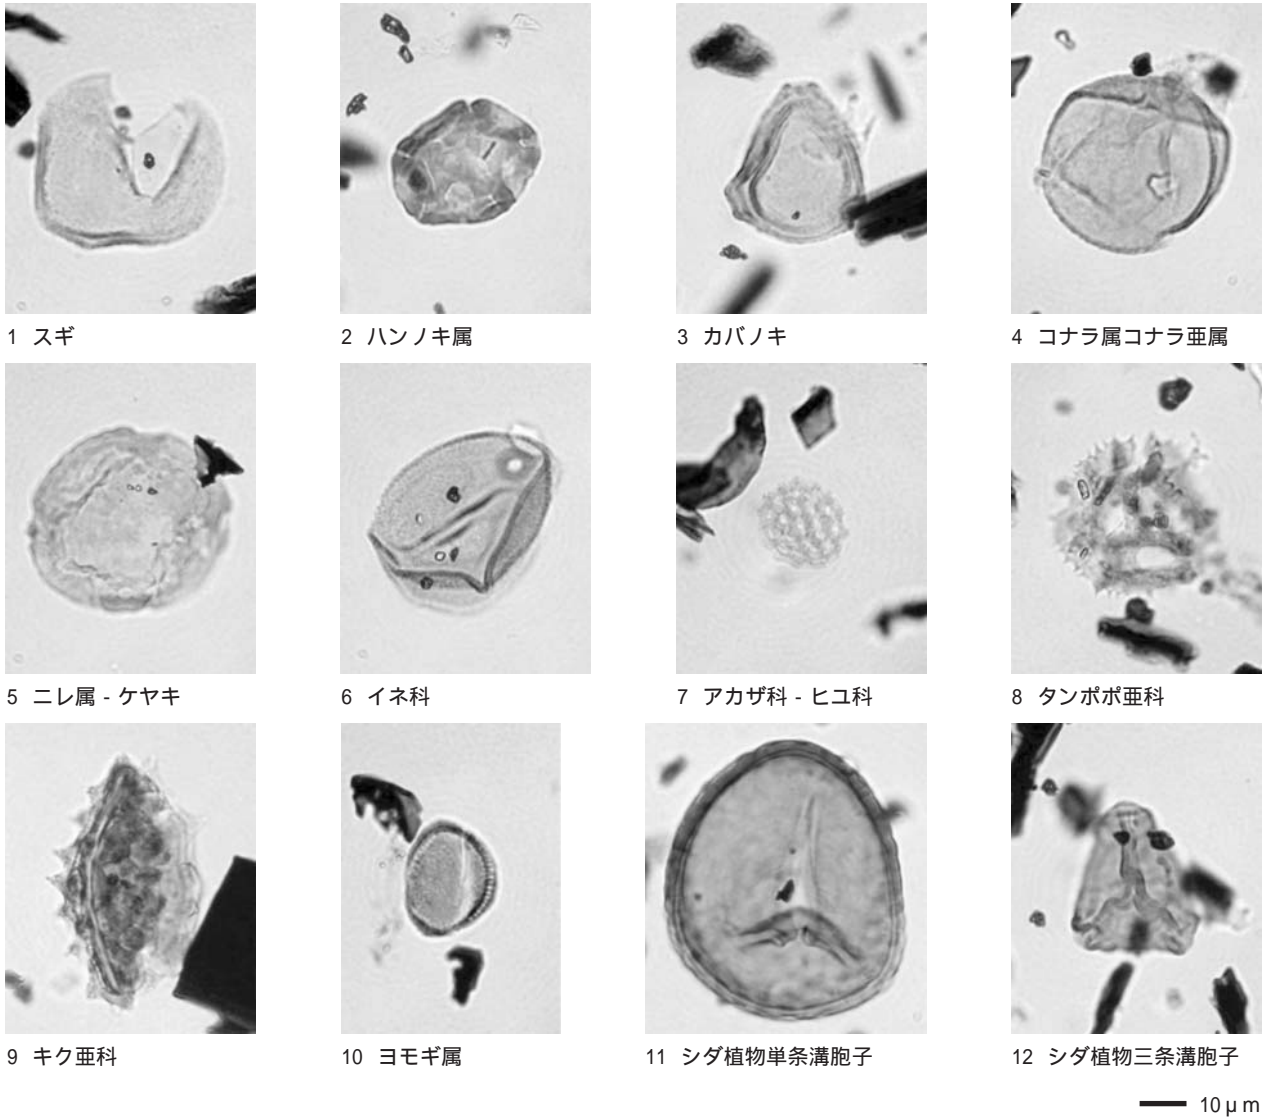 1 スギ
2 ハンノキ属
3 カバノキ
4 コナラ属コナラ亜属
5 ニレ属 - ケヤキ
6 イネ科
7 アカザ科 - ヒユ科
8 タンポポ亜科
9 キク亜科
10 ヨモギ属
11 シダ植物単条溝胞子
12 シダ植物三条溝胞子
10μm